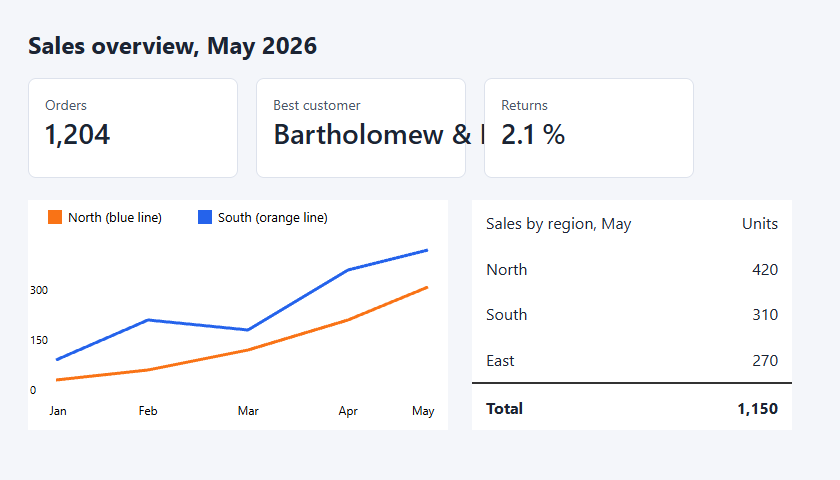 Sales overview, May 2026
Orders
1,204
Best customer
Bartholomew &
Returns
2.1 %
North (blue line)
South (orange line)
300
150
0
Jan
Feb
Mar
Apr
May
Sales by region, May Units
North 420
South 310
East 270
Total 1,150